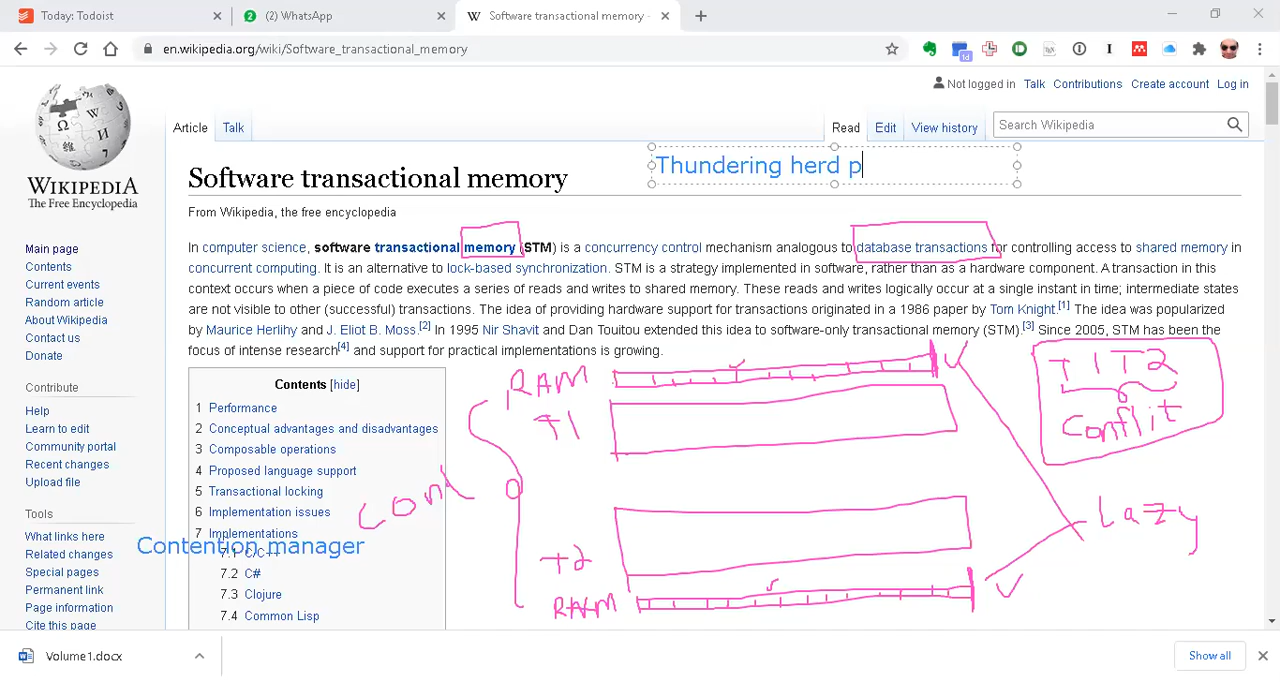 Today: Todoist
2
(2) WhatsApp
W
Software transactional memory -
en.wikipedia.org/wiki/Software_transactional_memory
1d
Not logged in Talk Contributions Create account Log in
Article Talk
Read Edit View history
Search Wikipedia
WIKIPEDIA
The Free Encyclopedia
Thundering herd p
Software transactional memory
From Wikipedia, the free encyclopedia
In computer science, software transactional memory (STM) is a concurrency control mechanism analogous to database transactions for controlling access to shared memory in
concurrent computing. It is an alternative to lock-based synchronization. STM is a strategy implemented in software, rather than as a hardware component. A transaction in this
context occurs when a piece of code executes a series of reads and writes to shared memory. These reads and writes logically occur at a single instant in time; intermediate states
are not visible to other (successful) transactions. The idea of providing hardware support for transactions originated in a 1986 paper by Tom Knight.[1] The idea was popularized
by Maurice Herlihy and J. Eliot B. Moss.[2] In 1995 Nir Shavit and Dan Touitou extended this idea to software-only transactional memory (STM).[3] Since 2005, STM has been the
focus of intense research[4] and support for practical implementations is growing.
Main page
Contents
Current events
Random article
About Wikipedia
Contact us
Donate
Contribute
Help
Learn to edit
Community portal
Recent changes
Upload file
Tools
What links here
Related changes
Special pages
Permanent link
Page information
Cite this page
Contents [hide]
1 Performance
2 Conceptual advantages and disadvantages
3 Composable operations
4 Proposed language support
5 Transactional locking
6 Implementation issues
7 Implementations
7.1 C/C++
7.2 C#
7.3 Clojure
7.4 Common Lisp
Contention manager
RAM
T1
Cont
T2
RAM
T1 T2
Conflit
Lazy
Volume1.docx
Show all